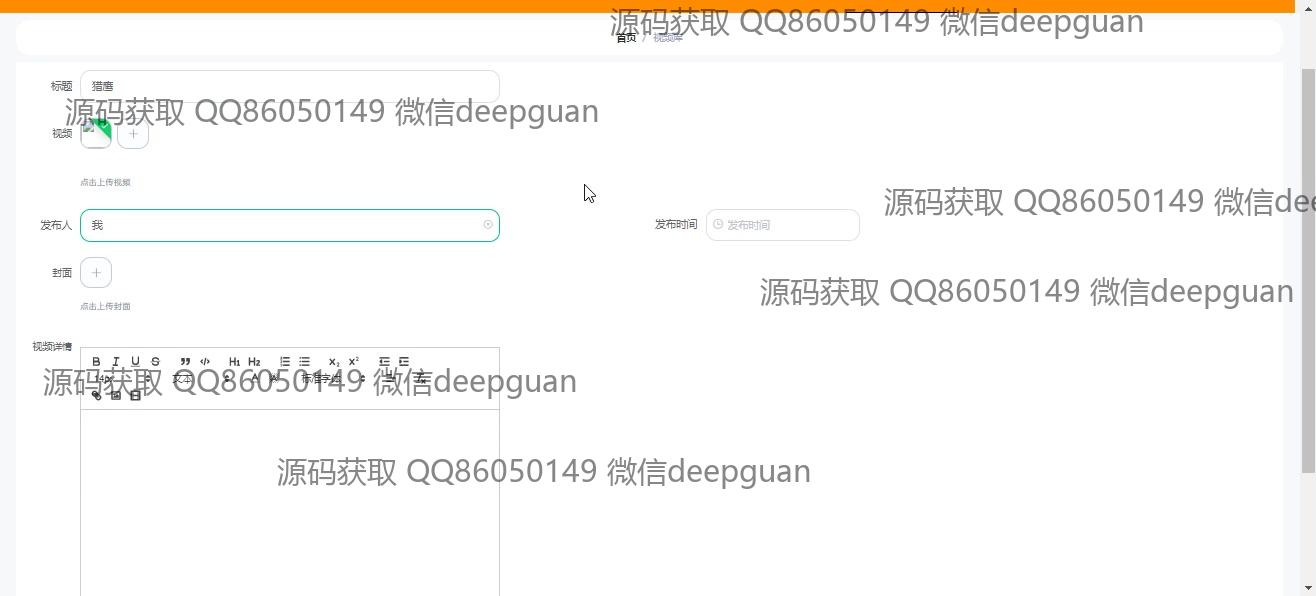 源码获取 QQ86050149 微信deepguan
首页 / 视频库
标题 猎鹰
源码获取 QQ86050149 微信deepguan
视频
点击上传视频
源码获取 QQ86050149 微信dee
发布人 我 发布时间 发布时间
封面
源码获取 QQ86050149 微信deepguan
点击上传封面
视频详情
B I U S H1 H2 X2 X2
文本 标准字体
源码获取 QQ86050149 微信deepguan
源码获取 QQ86050149 微信deepguan